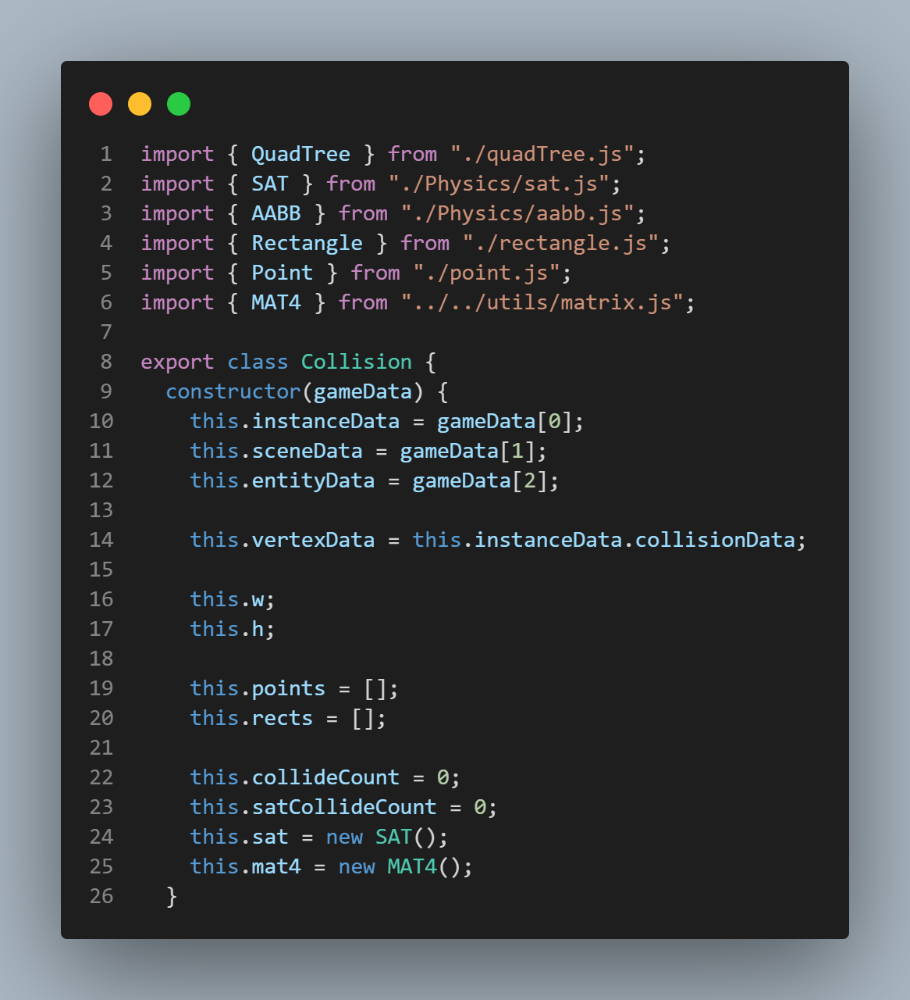 1 import { QuadTree } from "./quadTree.js";
2 import { SAT } from "./Physics/sat.js";
3 import { AABB } from "./Physics/aabb.js";
4 import { Rectangle } from "./rectangle.js";
5 import { Point } from "./point.js";
6 import { MAT4 } from "../../utils/matrix.js";
7
8 export class Collision {
9   constructor(gameData) {
10     this.instanceData = gameData[0];
11     this.sceneData = gameData[1];
12     this.entityData = gameData[2];
13
14     this.vertexData = this.instanceData.collisionData;
15
16     this.w;
17     this.h;
18
19     this.points = [];
20     this.rects = [];
21
22     this.collideCount = 0;
23     this.satCollideCount = 0;
24     this.sat = new SAT();
25     this.mat4 = new MAT4();
26   }